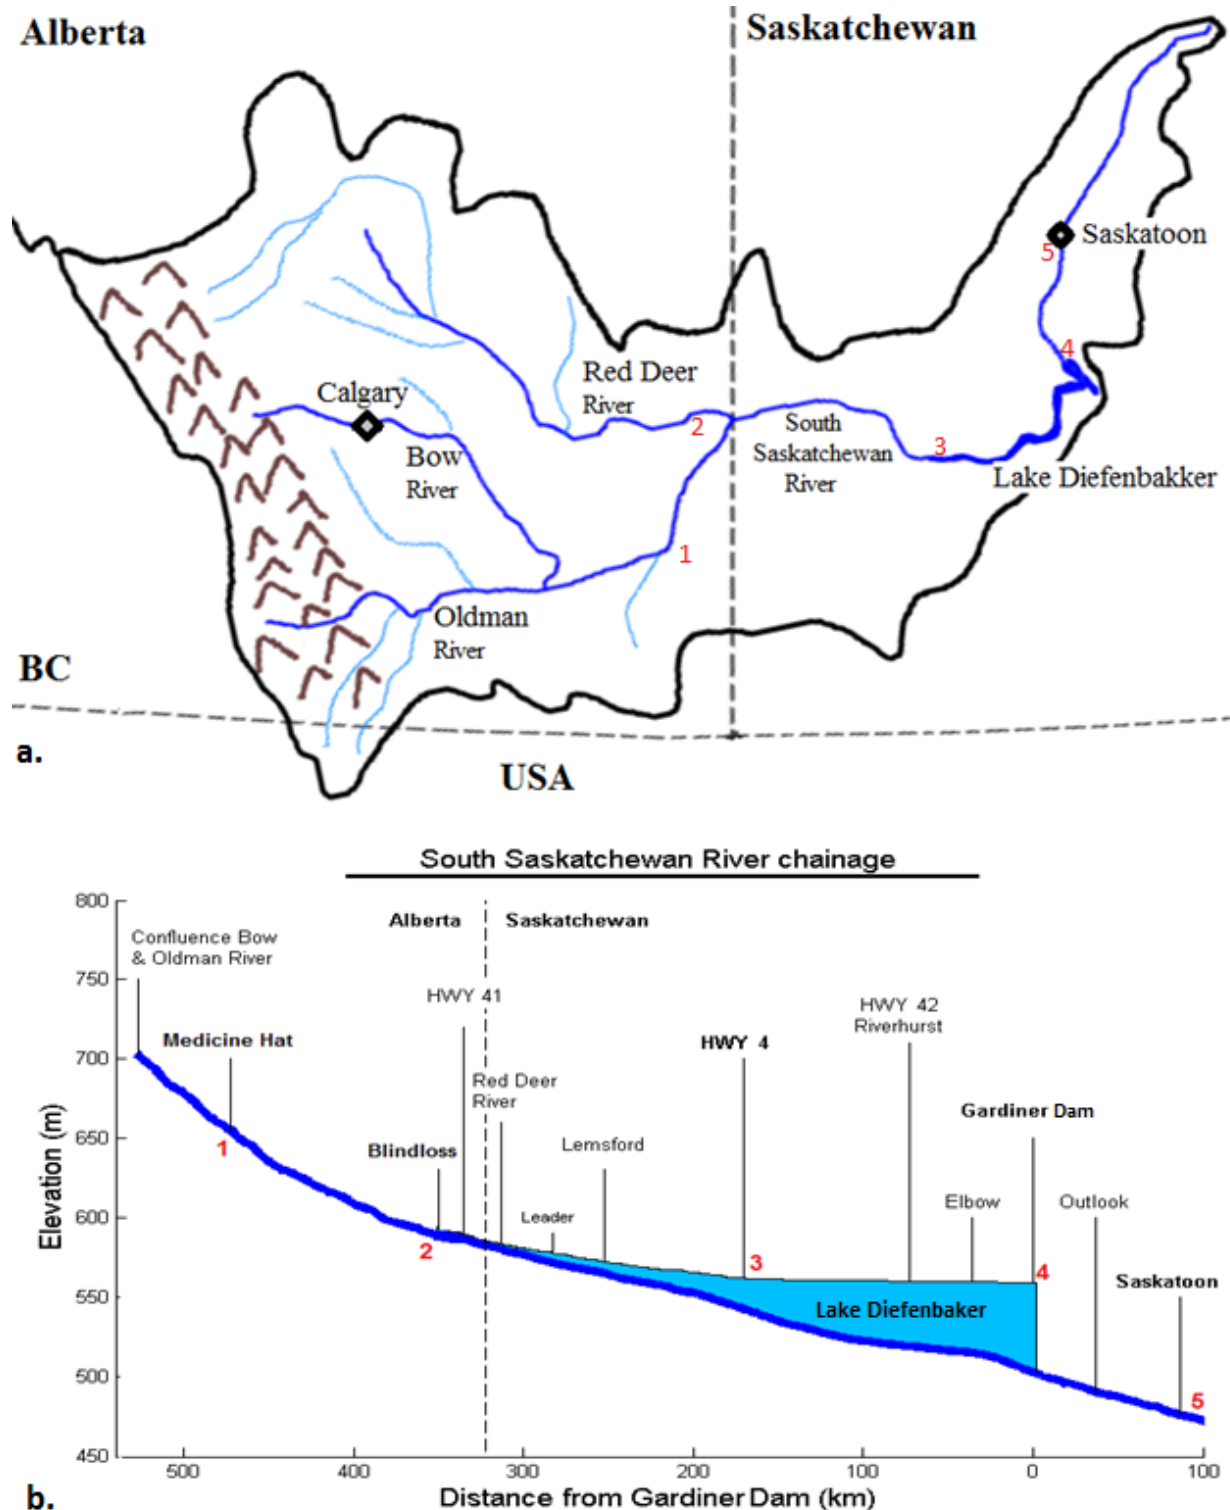 Alberta
Saskatchewan
5
Saskatoon
4
Red Deer
River
Calgary
2
South
Saskatchewan
River
3
Bow
River
Lake Diefenbakker
1
Oldman
River
BC
a.
USA
South Saskatchewan River chainage
800
750
700
650
600
550
500
450
Elevation (m)
Alberta
Saskatchewan
Confluence Bow
& Oldman River
HWY 41
HWY 42
Riverhurst
Medicine Hat
HWY 4
Red Deer
River
Gardiner Dam
1
Blindloss
Lemsford
Elbow
Outlook
2
Leader
3
4
Saskatoon
Lake Diefenbaker
5
500
400
300
200
100
0
100
b.
Distance from Gardiner Dam (km)